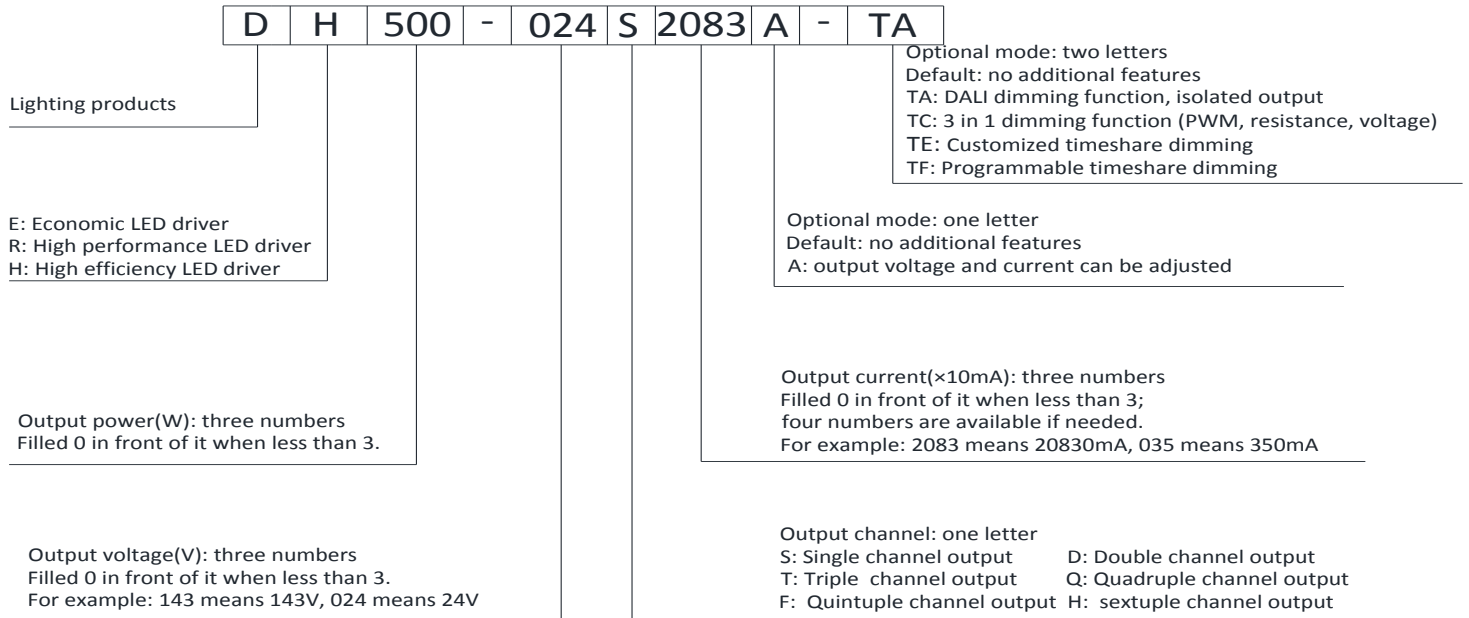 D H 500 - 024 S 2083 A - TA
Optional mode: two letters
Default: no additional features
TA: DALI dimming function, isolated output
TC: 3 in 1 dimming function (PWM, resistance, voltage)
TE: Customized timeshare dimming
TF: Programmable timeshare dimming
Lighting products
E: Economic LED driver
R: High performance LED driver
H: High efficiency LED driver
Optional mode: one letter
Default: no additional features
A: output voltage and current can be adjusted
Output power(W): three numbers
Filled 0 in front of it when less than 3.
Output current(×10mA): three numbers
Filled 0 in front of it when less than 3;
four numbers are available if needed.
For example: 2083 means 20830mA, 035 means 350mA
Output voltage(V): three numbers
Filled 0 in front of it when less than 3.
For example: 143 means 143V, 024 means 24V
Output channel: one letter
S: Single channel output D: Double channel output
T: Triple channel output Q: Quadruple channel output
F: Quintuple channel output H: sextuple channel output